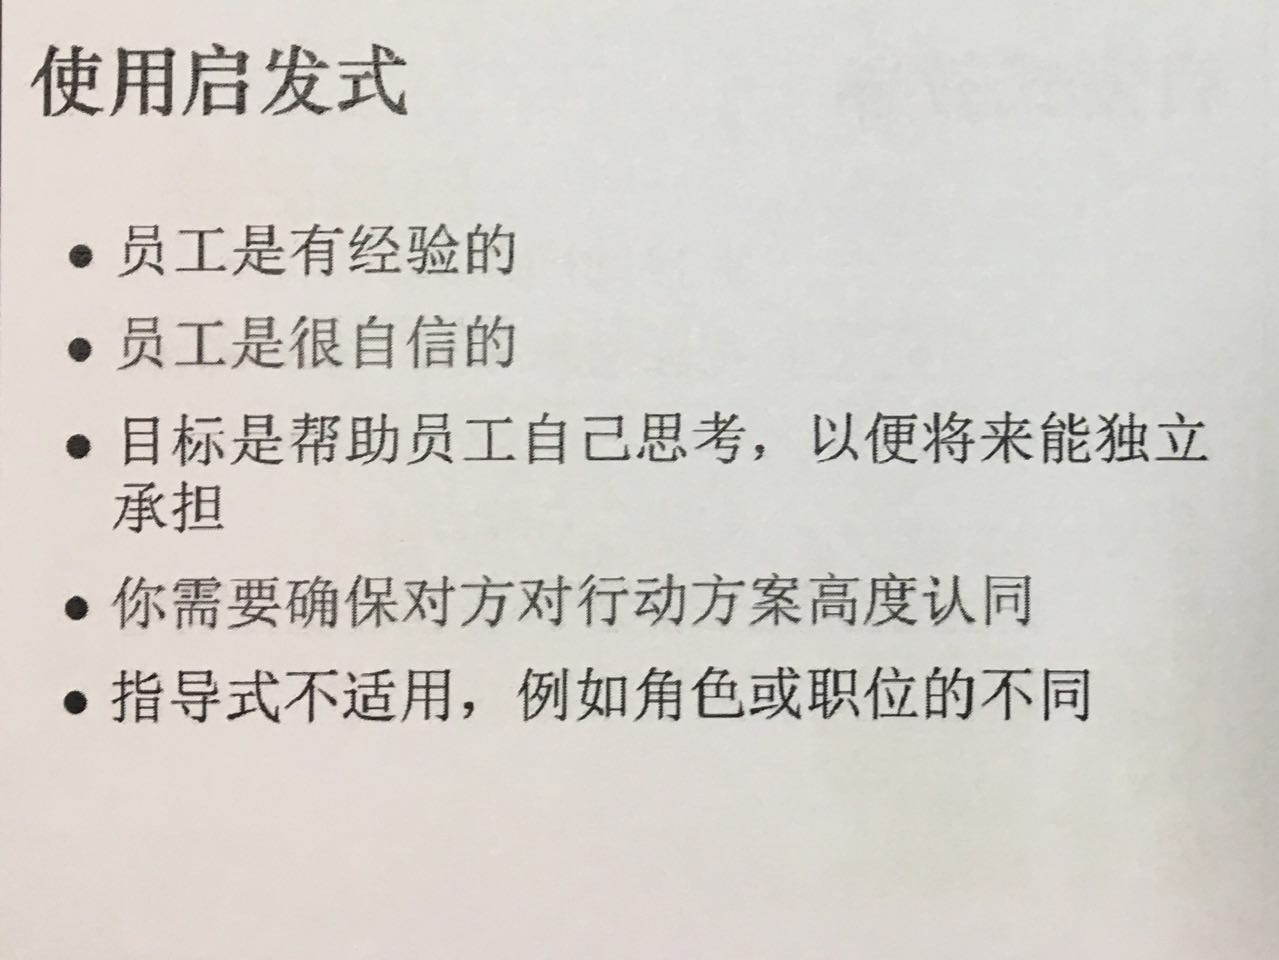 使用启发式
• 员工是有经验的
• 员工是很自信的
• 目标是帮助员工自己思考，以便将来能独立
承担
• 你需要确保对方对行动方案高度认同
• 指导式不适用，例如角色或职位的不同